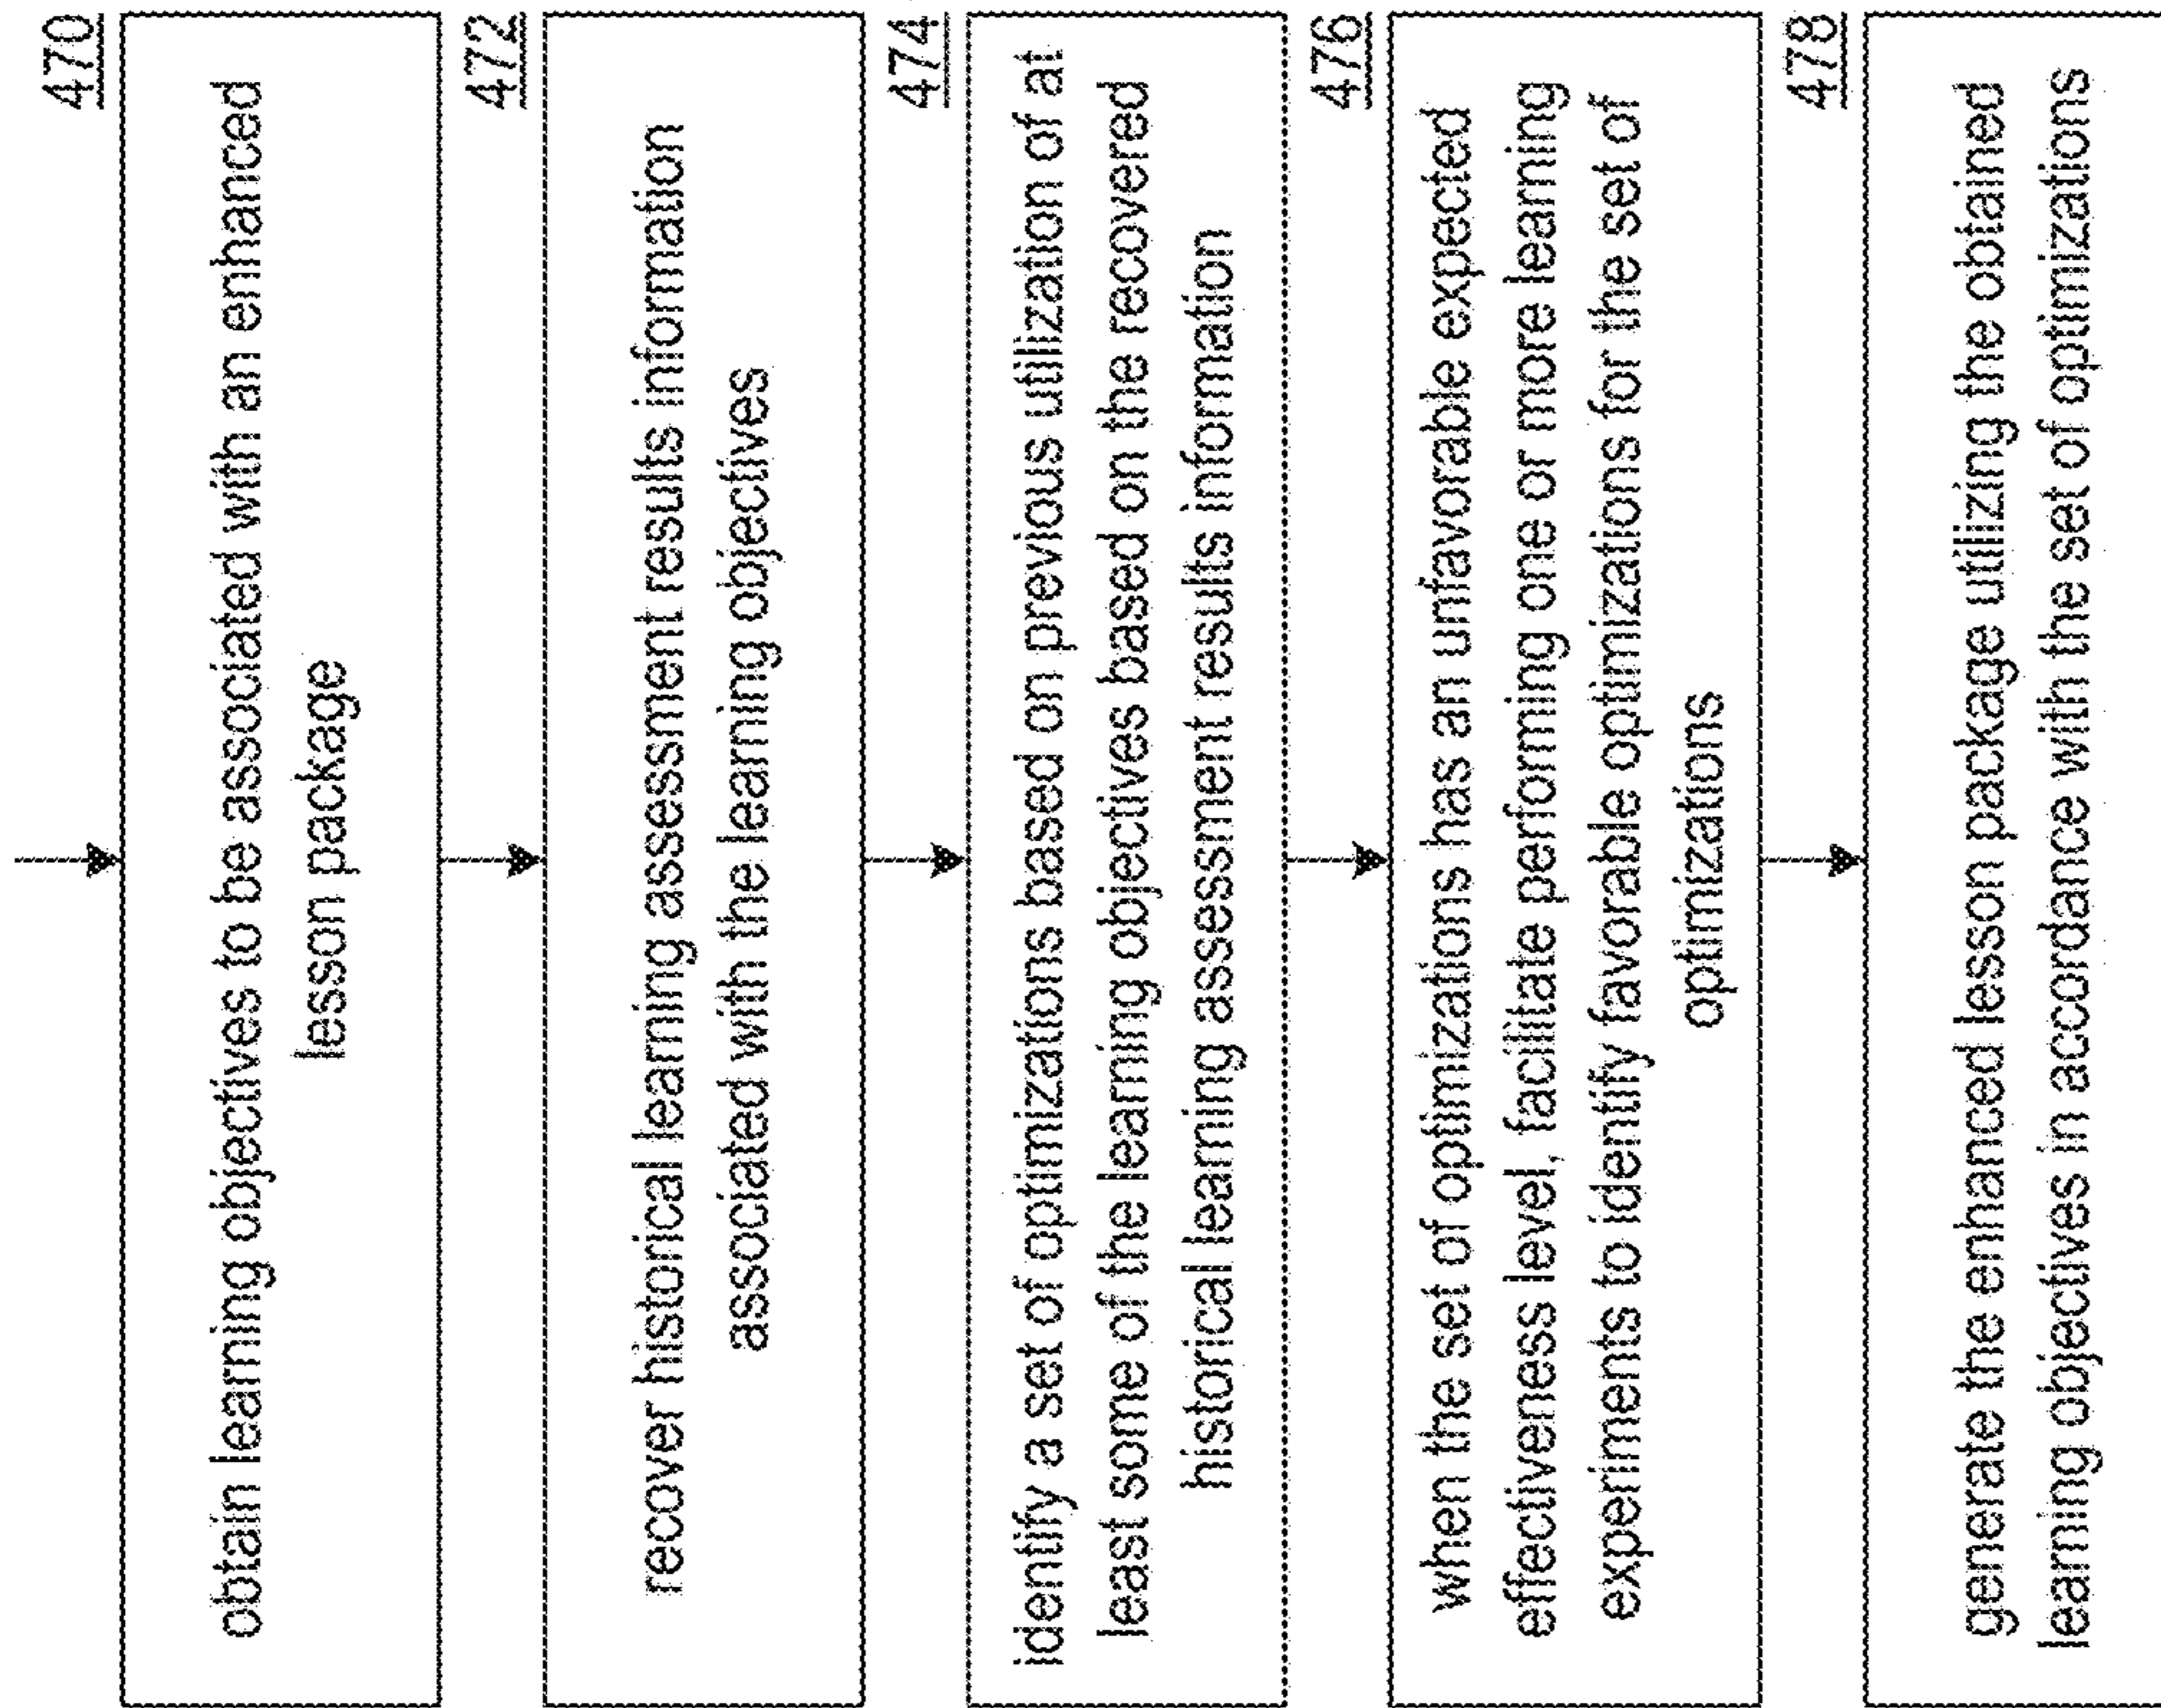 470
obtain learning objectives to be associated with an enhanced
lesson package
472
recover historical learning assessment results information
associated with the learning objectives
474
identify a set of optimizations based on previous utilization of at
least some of the learning objectives based on the recovered
historical learning assessment results information
476
when the set of optimizations has an unfavorable expected
effectiveness level, facilitate performing one or more learning
experiments to identify favorable optimizations for the set of
optimizations
478
generate the enhanced lesson package utilizing the obtained
learning objectives in accordance with the set of optimizations